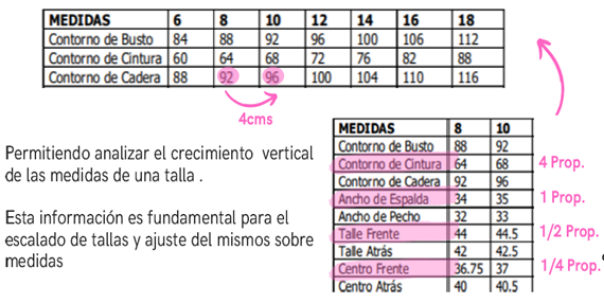 MEDIDAS 6 8 10 12 14 16 18
Contorno de Busto 84 88 92 96 100 106 112
Contorno de Cintura 60 64 68 72 76 82 88
Contorno de Cadera 88 92 96 100 104 110 116
4cms
Permitiendo analizar el crecimiento vertical
de las medidas de una talla .
Esta información es fundamental para el
escalado de tallas y ajuste del mismos sobre
medidas
MEDIDAS 8 10
Contorno de Busto 88 92
Contorno de Cintura 64 68 4 Prop.
Contorno de Cadera 92 96
Ancho de Espalda 34 35 1 Prop.
Ancho de Pecho 32 33
Talle Frente 44 44.5 1/2 Prop.
Talle Atrás 42 42.5
Centro Frente 36.75 37 1/4 Prop.
Centro Atrás 40 40.5